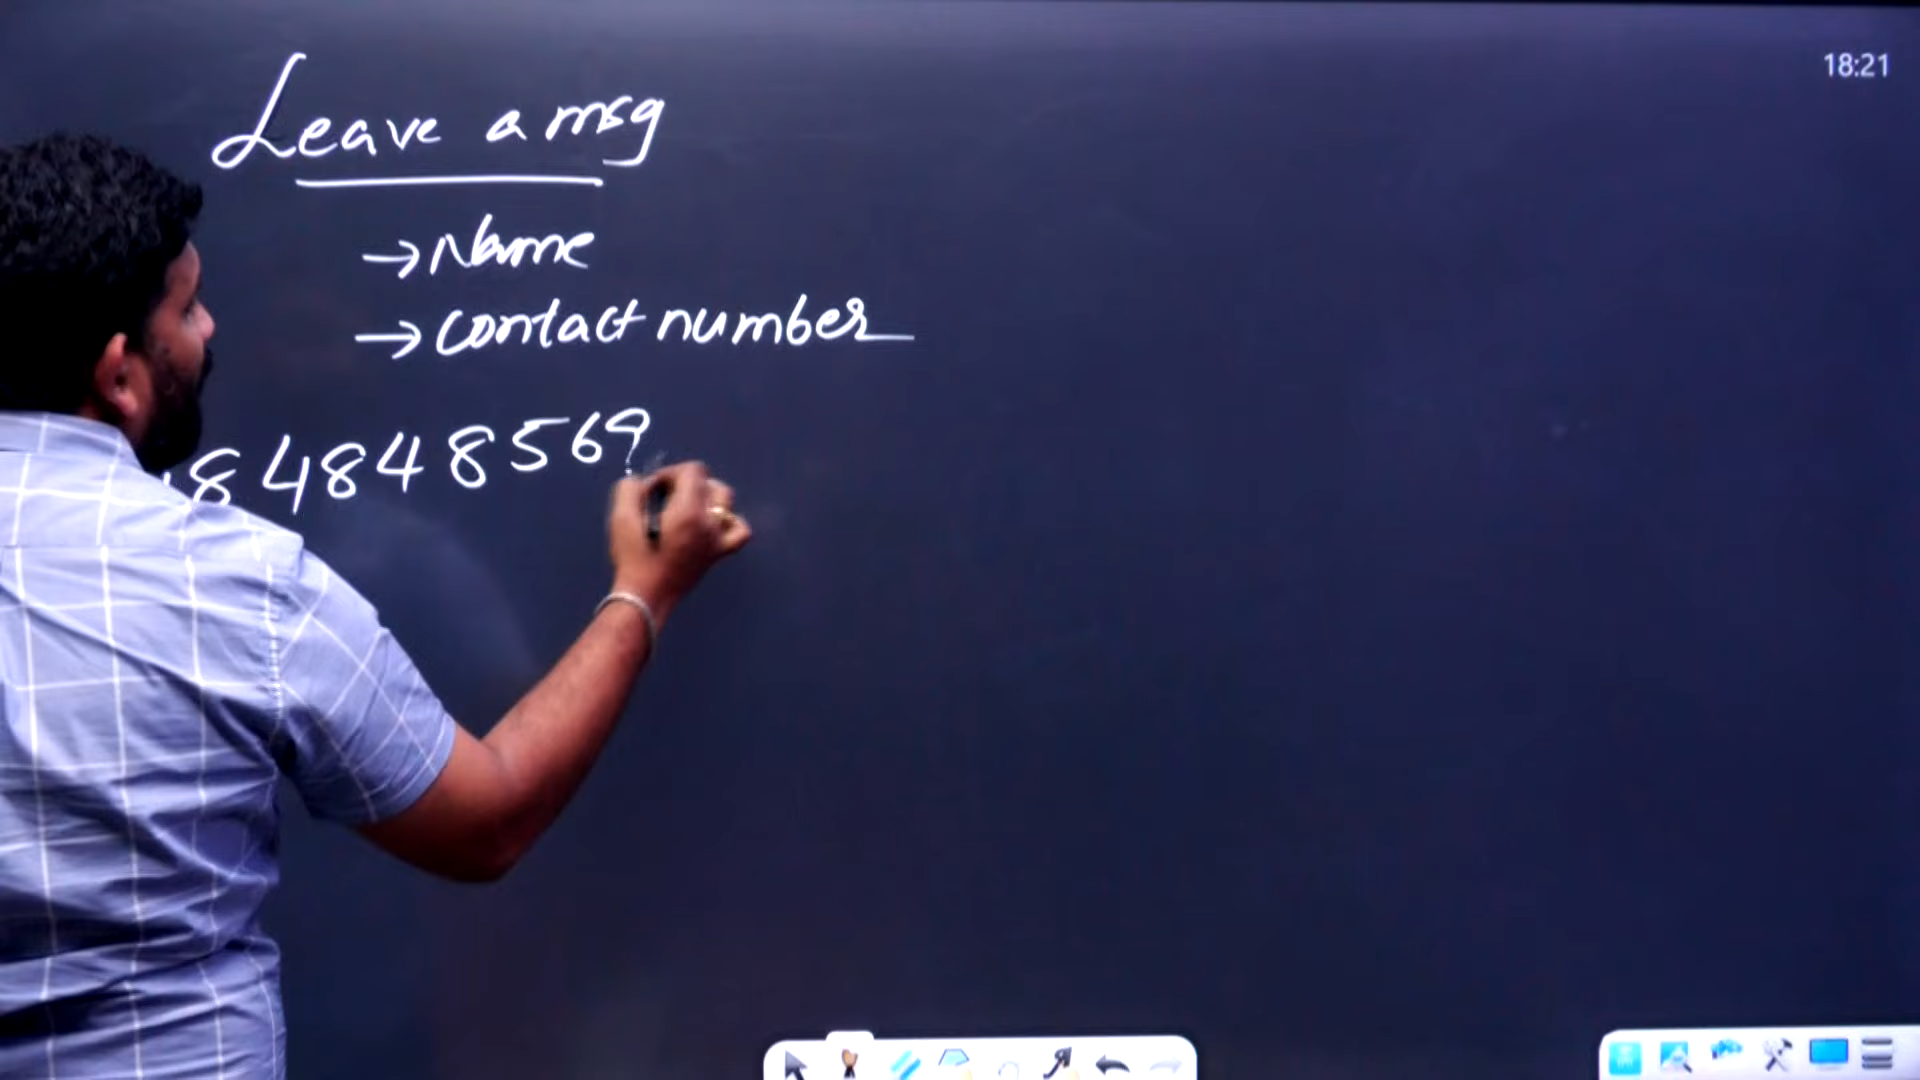 18:21
Leave a msg
→ Name
→ contact number
84848569